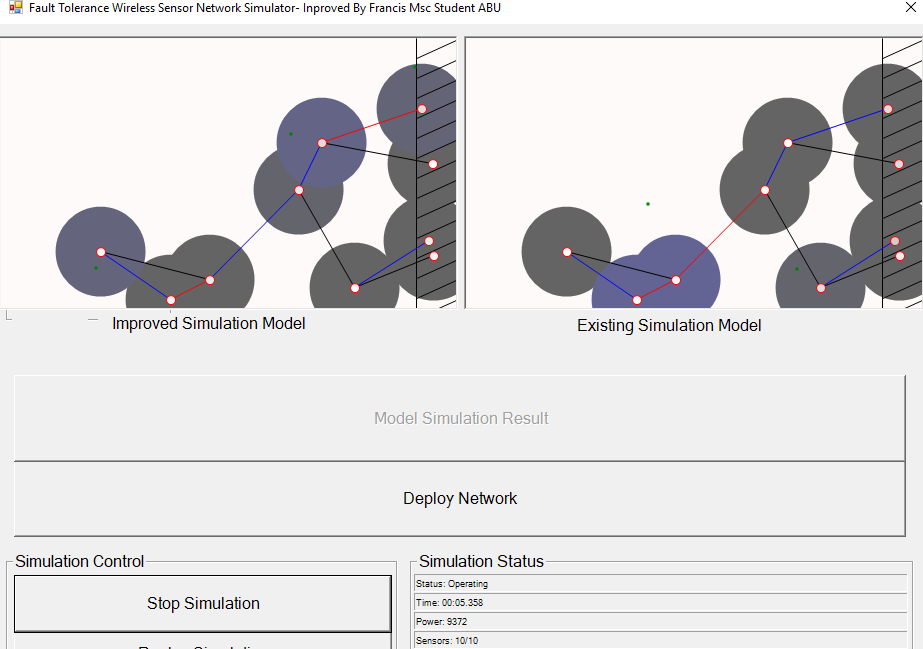 Fault Tolerance Wireless Sensor Network Simulator- Inproved By Francis Msc Student ABU
Improved Simulation Model
Existing Simulation Model
Model Simulation Result
Deploy Network
Simulation Control
Stop Simulation
Simulation Status
Status: Operating
Time: 00:05.358
Power: 9372
Sensors: 10/10